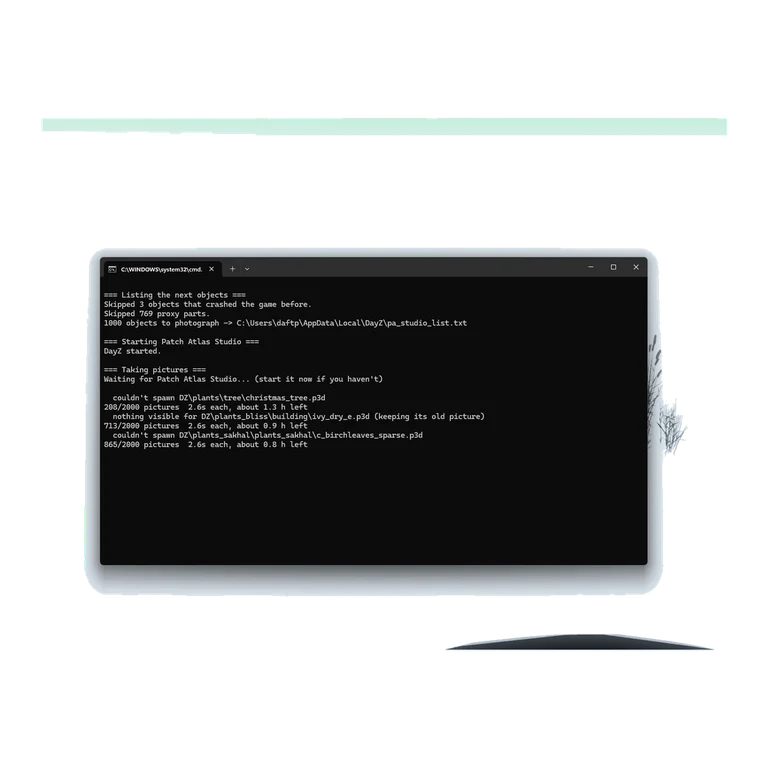 C:\WINDOWS\system32\cmd.
=== Listing the next objects ===
Skipped 3 objects that crashed the game before.
Skipped 769 proxy parts.
1000 objects to photograph -> C:\Users\daftp\AppData\Local\DayZ\pa_studio_list.txt
=== Starting Patch Atlas Studio ===
DayZ started.
=== Taking pictures ===
Waiting for Patch Atlas Studio... (start it now if you haven't)
couldn't spawn DZ\plants\tree\christmas_tree.p3d
208/2000 pictures  2.6s each, about 1.3 h left
nothing visible for DZ\plants_bliss\building\ivy_dry_e.p3d (keeping its old picture)
713/2000 pictures  2.6s each, about 0.9 h left
couldn't spawn DZ\plants_sakhal\plants_sakhal\c_birchleaves_sparse.p3d
865/2000 pictures  2.6s each, about 0.8 h left